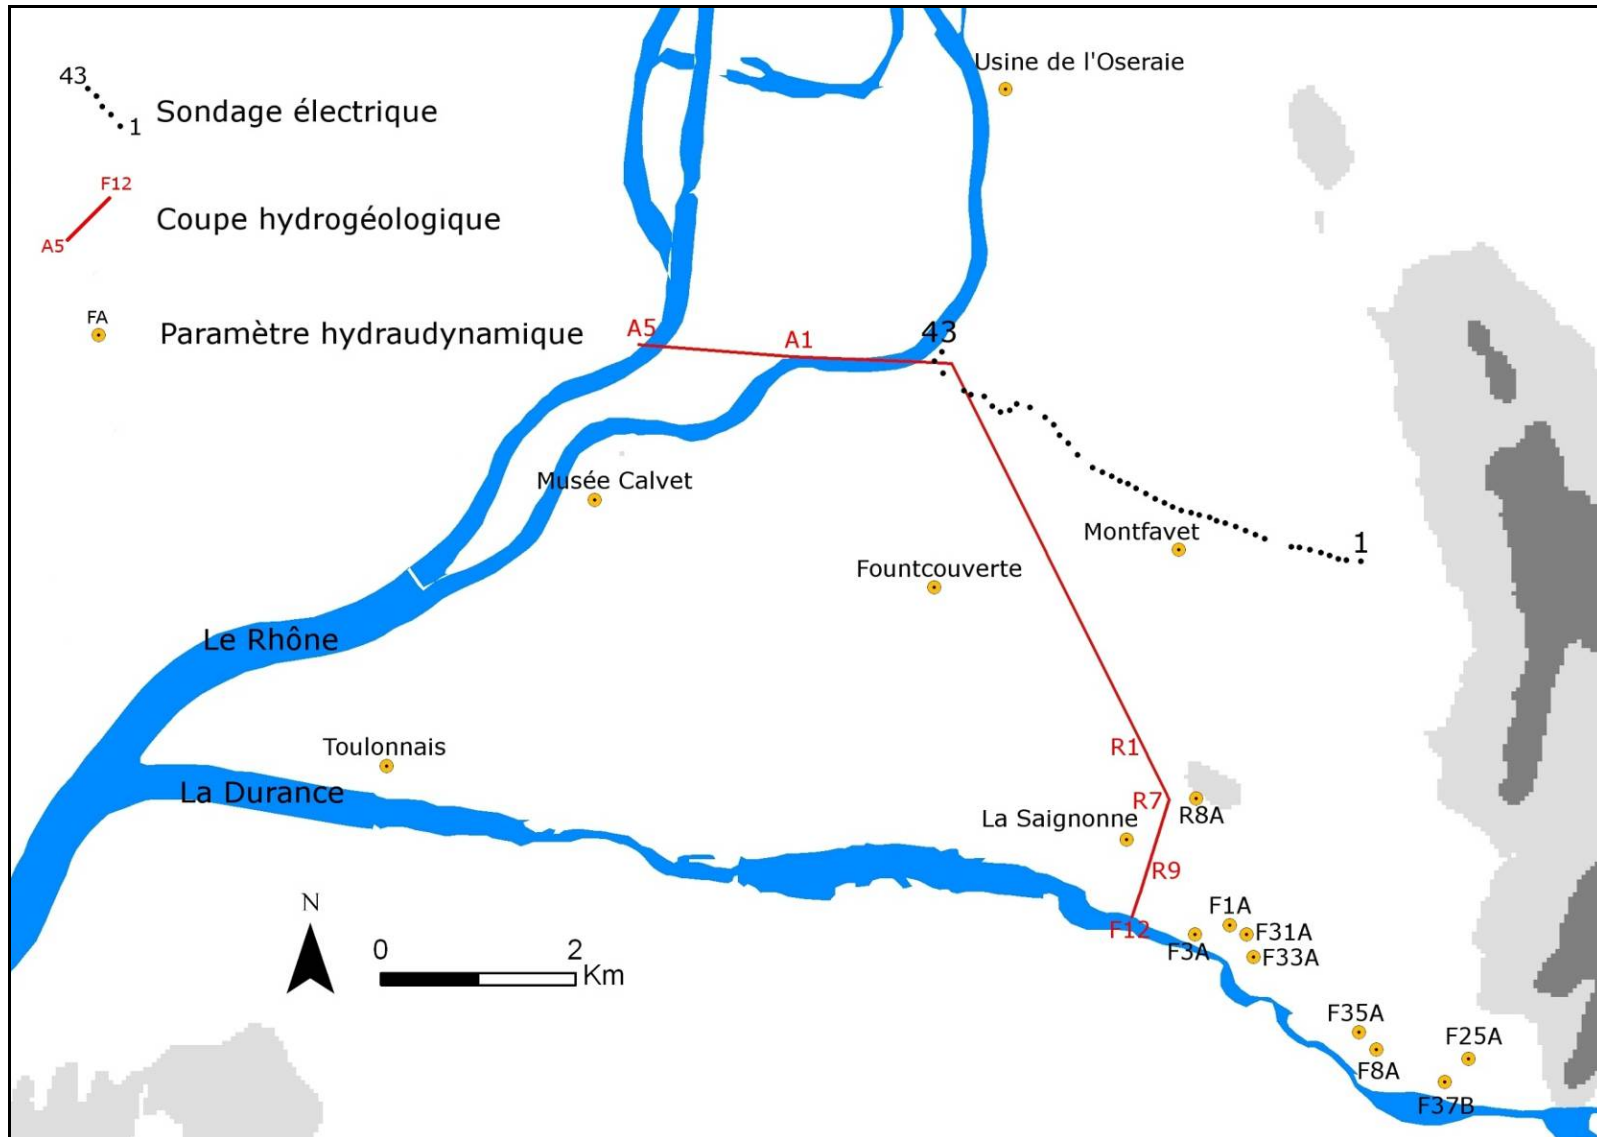 Usine de l'Oseraie
43
1
Sondage électrique
F12
A5
Coupe hydrogéologique
FA
Paramètre hydraudynamique
A5
A1
43
Musée Calvet
Montfavet
1
Fountcouverte
Le Rhône
Toulonnais
R1
La Durance
R7
R8A
La Saignonne
R9
F1A
F12
F31A
F3A
F33A
N
0 2
Km
F35A
F25A
F8A
F37B